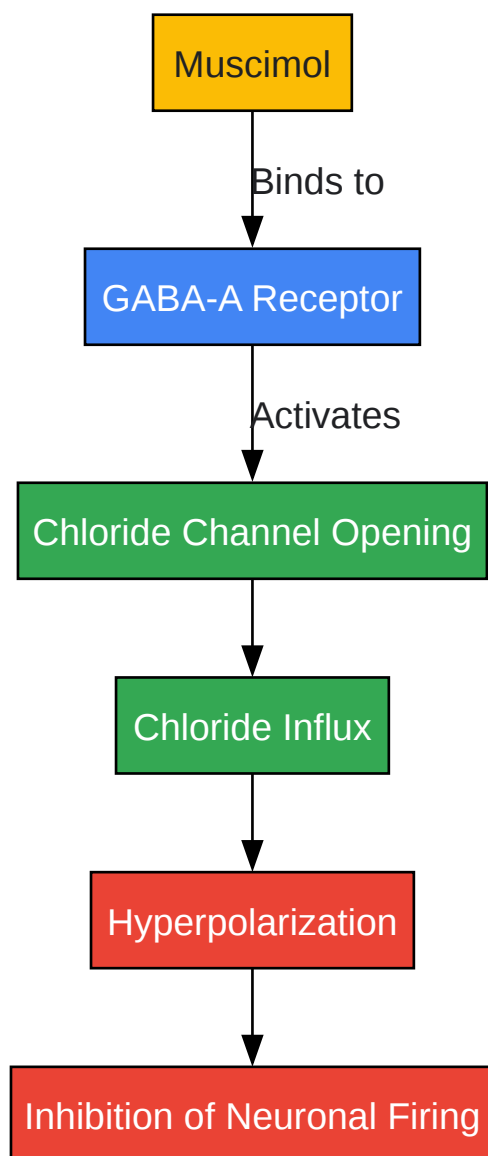 Muscimol
Binds to
GABA-A Receptor
Activates
Chloride Channel Opening
Chloride Influx
Hyperpolarization
Inhibition of Neuronal Firing